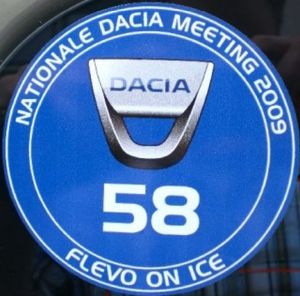 NATIONALE DACIA MEETING 2009
DACIA
58
FLEVO ON ICE